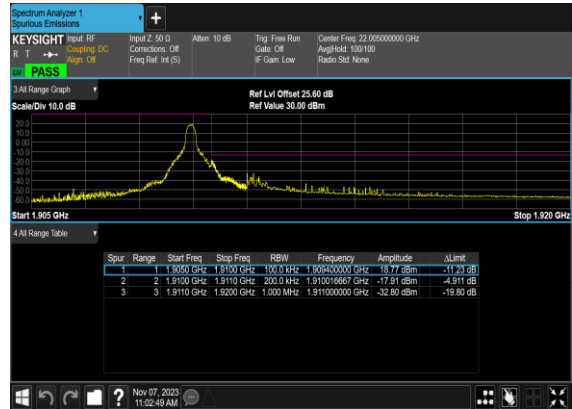 Spectrum Analyzer 1
Spurious Emissions
KEYSIGHT
R T
PASS
Input: RF
Coupling: DC
Align: Off
Input Z: 50 Ω
Corrections: Off
Freq Ref: Int (S)
Atten: 10 dB
Trig: Free Run
Gate: Off
IF Gain: Low
Center Freq: 22.005000000 GHz
Avg|Hold: 100/100
Radio Std: None
3 All Range Graph
Scale/Div 10.0 dB
Ref Lvl Offset 25.60 dB
Ref Value 30.00 dBm
20.0
10.0
0.00
-10.0
-20.0
-30.0
-40.0
-50.0
-60.0
Start 1.905 GHz
Stop 1.920 GHz
4 All Range Table
Spur Range Start Freq Stop Freq RBW Frequency Amplitude ΔLimit
1 1 1.9050 GHz 1.9100 GHz 100.0 kHz 1.909400000 GHz 18.77 dBm -11.23 dB
2 2 1.9100 GHz 1.9110 GHz 200.0 kHz 1.910016667 GHz -17.91 dBm -4.911 dB
3 3 1.9110 GHz 1.9200 GHz 1.000 MHz 1.911000000 GHz -32.80 dBm -19.80 dB
?
Nov 07, 2023
11:02:49 AM